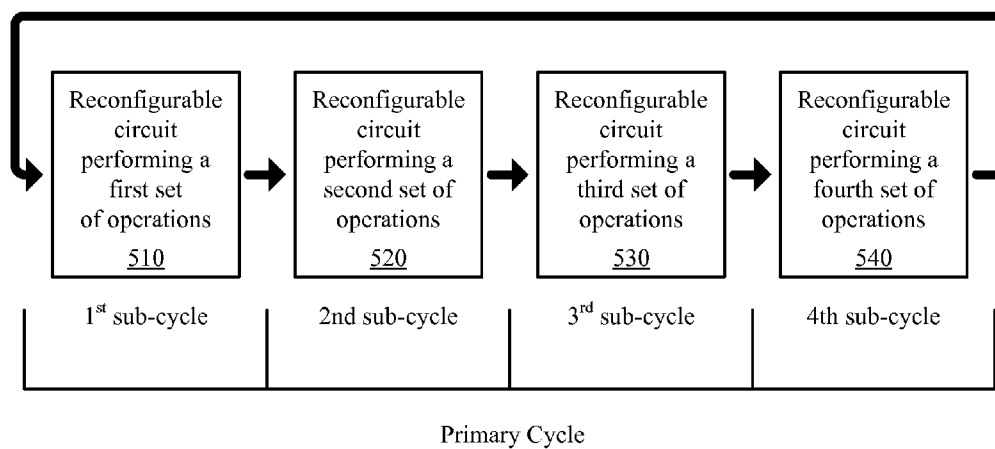 Reconfigurable
circuit
performing a
first set
of operations
510
Reconfigurable
circuit
performing a
second set of
operations
520
Reconfigurable
circuit
performing a
third set of
operations
530
Reconfigurable
circuit
performing a
fourth set of
operations
540
1st sub-cycle
2nd sub-cycle
3rd sub-cycle
4th sub-cycle
Primary Cycle